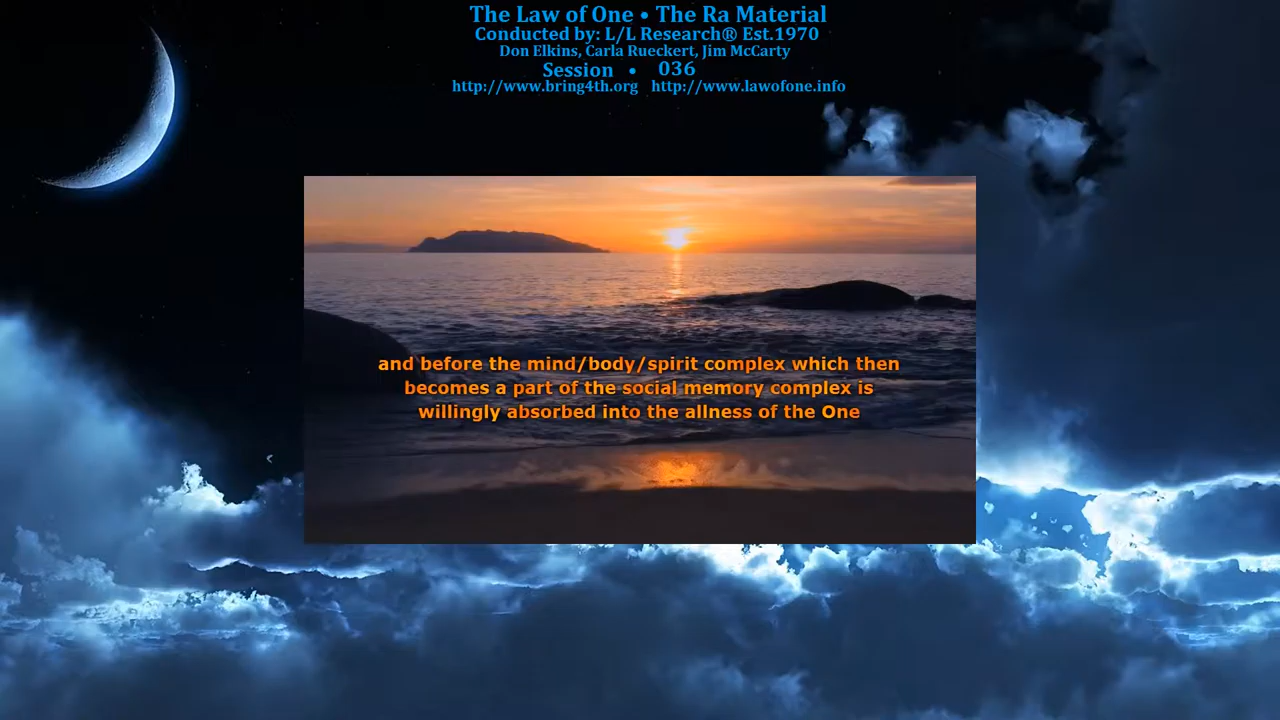 The Law of One • The Ra Material
Conducted by: L/L Research® Est.1970
Don Elkins, Carla Rueckert, Jim McCarty
Session • 036
http://www.bring4th.org http://www.lawofone.info
and before the mind/body/spirit complex which then
becomes a part of the social memory complex is
willingly absorbed into the allness of the One